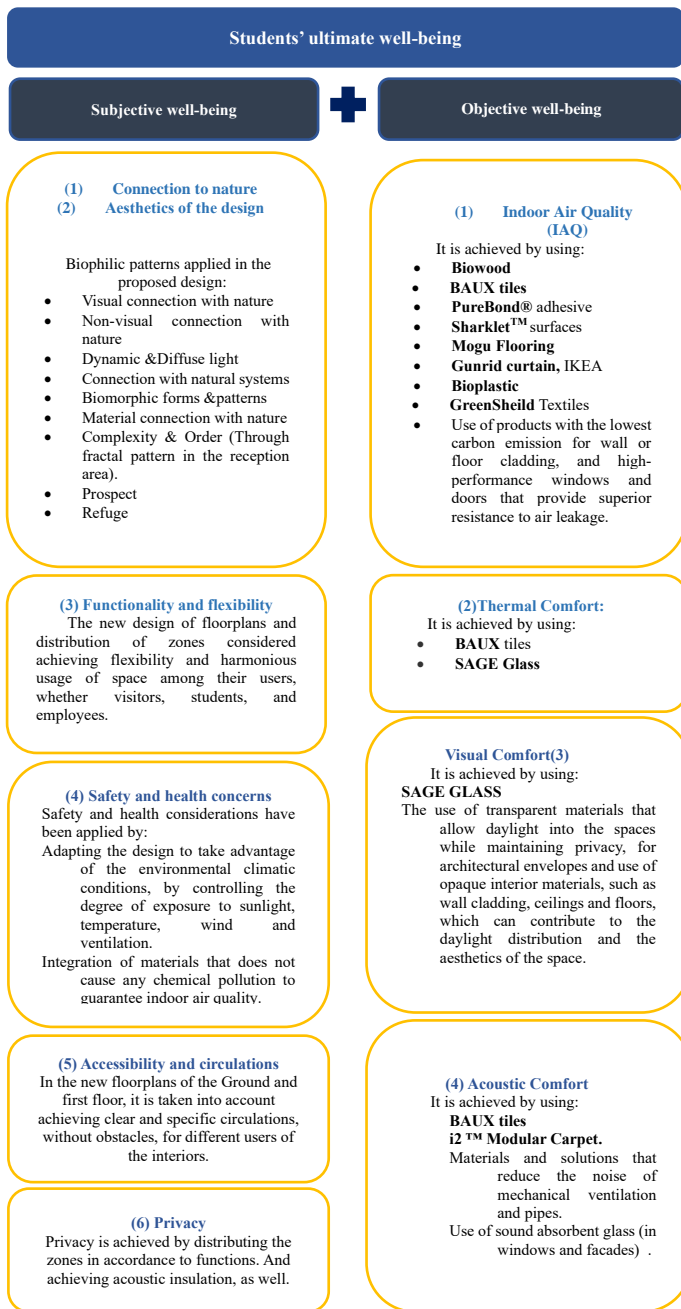 Students' ultimate well-being
Subjective well-being
Objective well-being
(1) Connection to nature
(2) Aesthetics of the design
Biophilic patterns applied in the
proposed design:
• Visual connection with nature
• Non-visual connection with
nature
• Dynamic &Diffuse light
• Connection with natural systems
• Biomorphic forms &patterns
• Material connection with nature
• Complexity & Order (Through
fractal pattern in the reception
area).
• Prospect
• Refuge
(3) Functionality and flexibility
The new design of floorplans and
distribution of zones considered
achieving flexibility and harmonious
usage of space among their users,
whether visitors, students, and
employees.
(4) Safety and health concerns
Safety and health considerations have
been applied by:
Adapting the design to take advantage
of the environmental climatic
conditions, by controlling the
degree of exposure to sunlight,
temperature, wind and
ventilation.
Integration of materials that does not
cause any chemical pollution to
guarantee indoor air quality.
(5) Accessibility and circulations
In the new floorplans of the Ground and
first floor, it is taken into account
achieving clear and specific circulations,
without obstacles, for different users of
the interiors.
(6) Privacy
Privacy is achieved by distributing the
zones in accordance to functions. And
achieving acoustic insulation, as well.
(1) Indoor Air Quality
(IAQ)
It is achieved by using:
• Biowood
• BAUX tiles
• PureBond® adhesive
• Sharklet™ surfaces
• Mogu Flooring
• Gunrid curtain, IKEA
• Bioplastic
• GreenSheild Textiles
• Use of products with the lowest
carbon emission for wall or
floor cladding, and high-
performance windows and
doors that provide superior
resistance to air leakage.
(2)Thermal Comfort:
It is achieved by using:
• BAUX tiles
• SAGE Glass
Visual Comfort(3)
It is achieved by using:
SAGE GLASS
The use of transparent materials that
allow daylight into the spaces
while maintaining privacy, for
architectural envelopes and use of
opaque interior materials, such as
wall cladding, ceilings and floors,
which can contribute to the
daylight distribution and the
aesthetics of the space.
(4) Acoustic Comfort
It is achieved by using:
BAUX tiles
i2 ™ Modular Carpet.
Materials and solutions that
reduce the noise of
mechanical ventilation
and pipes.
Use of sound absorbent glass (in
windows and facades) .